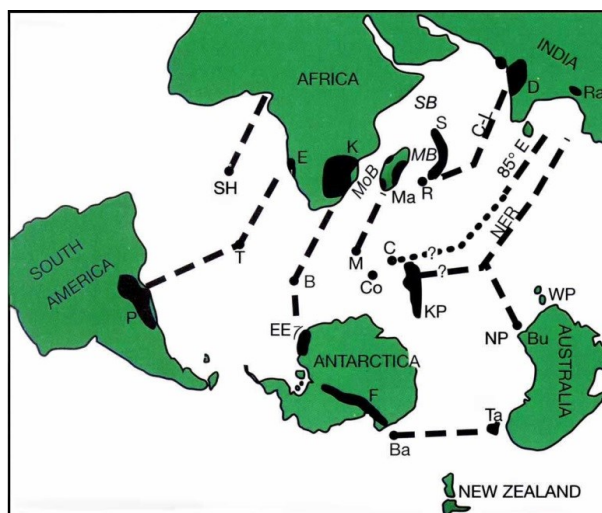 INDIA
AFRICA
D
Ra
SB
S
C-L
E
K
MB
85° E
MoB
SH
Ma
R
NER
SOUTH
AMERICA
T
M
C
?
?
Co
B
KP
WP
P
EE
?
NP
Bu
ANTARCTICA
AUSTRALIA
F
Ta
Ba
NEW ZEALAND